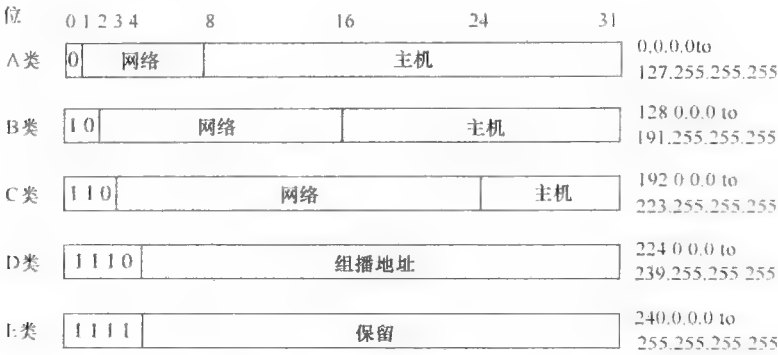 位 0 1 2 3 4 8 16 24 31
A类 0 网络 主机 0.0.0.0to
127.255.255.255
B类 1 0 网络 主机 128 0.0.0 to
191.255.255.255
C类 1 1 0 网络 主机 192 0 0.0 to
223.255.255.255
D类 1 1 1 0 组播地址 224 0 0.0 to
239.255.255 255
E类 1 1 1 1 保留 240.0.0.0 to
255.255.255 255